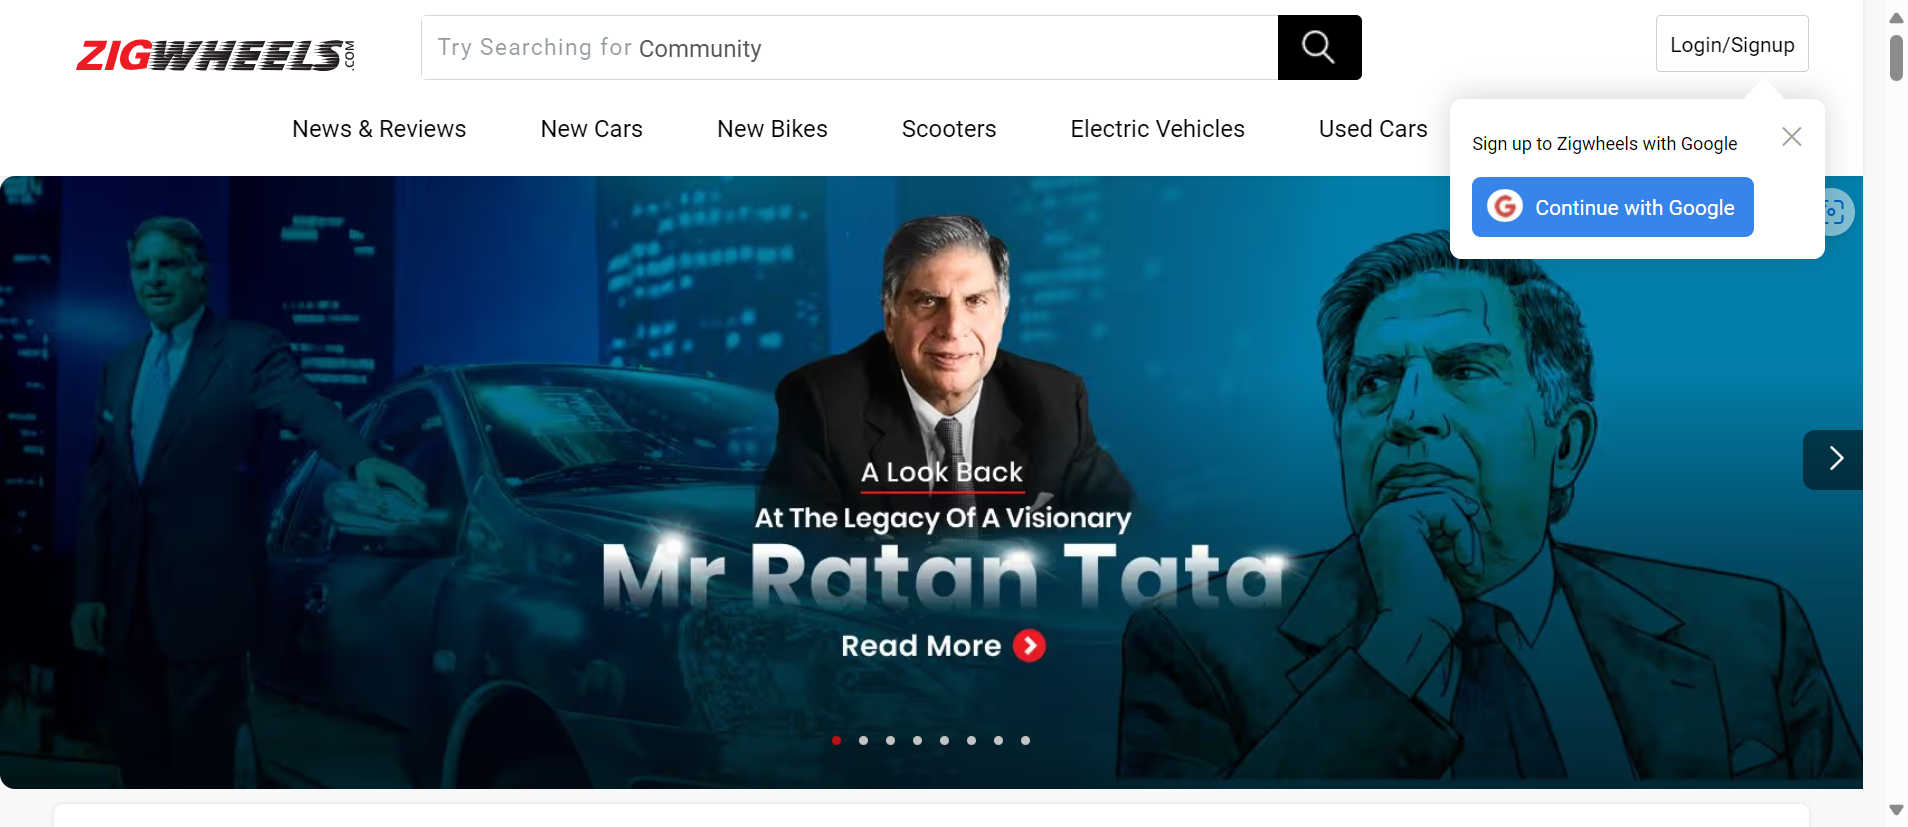 ZIGWHEELS.COM
Try Searching for Community
Login/Signup
News & Reviews
New Cars
New Bikes
Scooters
Electric Vehicles
Used Cars
Sign up to Zigwheels with Google
Continue with Google
A Look Back
At The Legacy Of A Visionary
Mr Ratan Tata
Read More